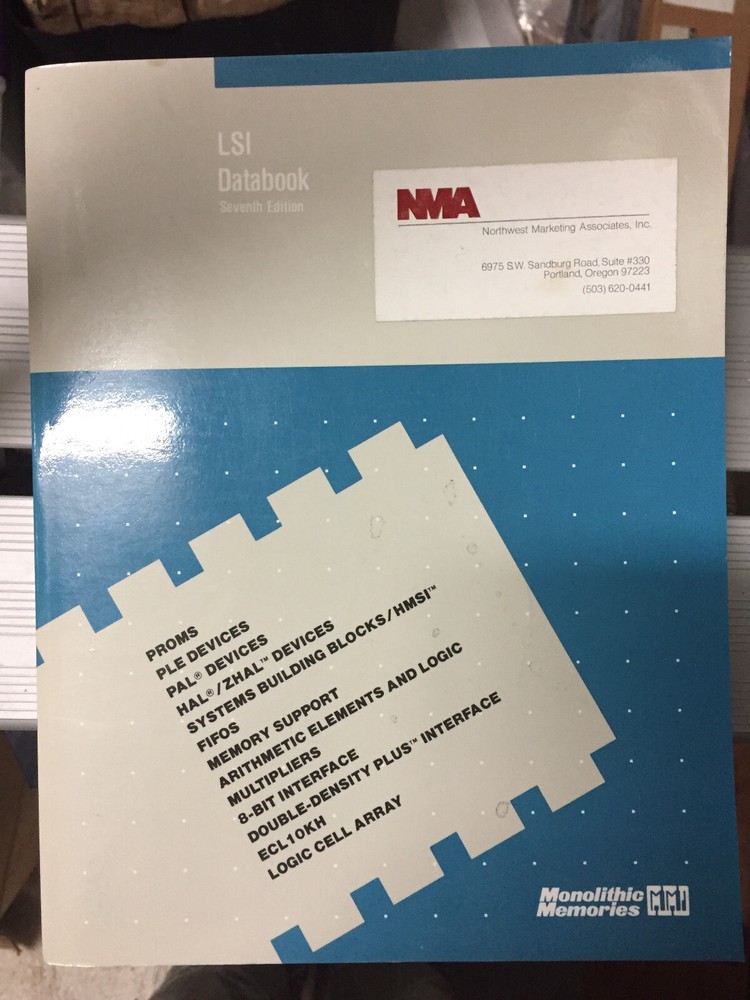 LSI
Databook
Seventh Edition
NMA
Northwest Marketing Associates, Inc.
6975 S.W. Sandburg Road, Suite #330
Portland, Oregon 97223
(503) 620-0441
PROMS
PLE DEVICES
PAL® DEVICES
HAL®/ZHAL™ DEVICES
SYSTEMS BUILDING BLOCKS/HMSI™
FIFOS
MEMORY SUPPORT
ARITHMETIC ELEMENTS AND LOGIC
MULTIPLIERS
8-BIT INTERFACE
DOUBLE-DENSITY PLUS™ INTERFACE
ECL10KH
LOGIC CELL ARRAY
Monolithic
Memories MMI